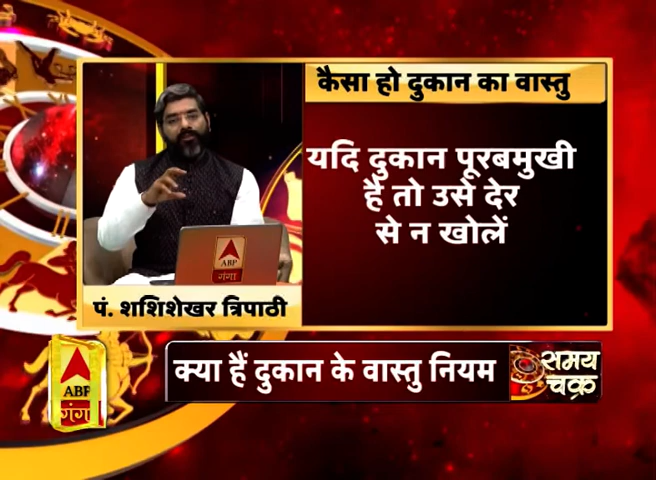 कैसा हो दुकान का वास्तु
यदि दुकान पूरबमुखी
है तो उसे देर
से न खोलें
ABP
गंगा
पं. शशिशेखर त्रिपाठी
ABP
गंगा
क्या हैं दुकान के वास्तु नियम
समय
चक्र